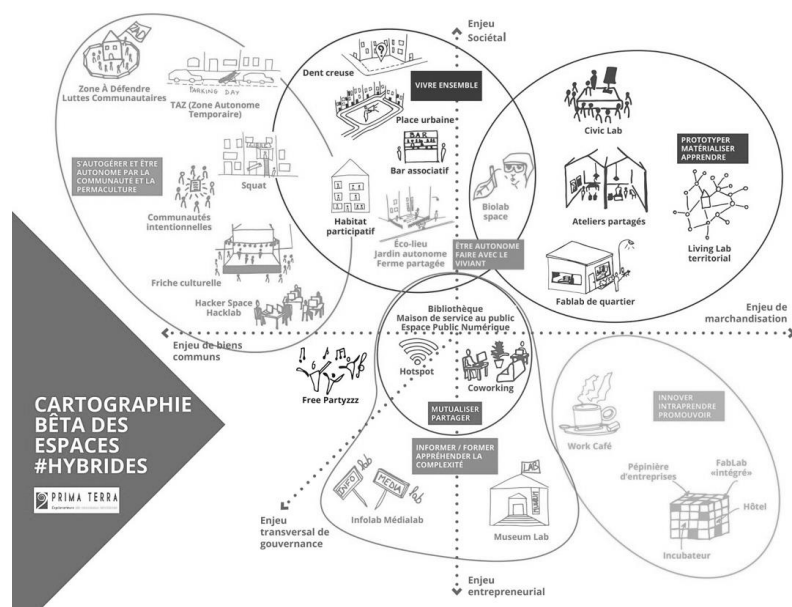 Enjeu
Sociétal
ZAD
Zone À Défendre
Luttes Communautaires
PARKING DAY
TAZ (Zone Autonome
Temporaire)
Dent creuse
VIVRE ENSEMBLE
Place urbaine
BAR
Bar associatif
Civic Lab
PROTOTYPER
MATÉRIALISER
APPRENDRE
S'AUTOGÉRER ET ÊTRE
AUTONOME PAR LA
COMMUNAUTÉ ET LA
PERMACULTURE
Squat
Communautés
intentionnelles
Habitat
participatif
Biolab
space
Ateliers partagés
Éco-lieu
Jardin autonome
Ferme partagée
ÊTRE AUTONOME
FAIRE AVEC LE
VIVIANT
Living Lab
territorial
Friche culturelle
Fablab de quartier
Hacker Space
Hacklab
Bibliothèque
Maison de service au public
Espace Public Numérique
Enjeu de
marchandisation
Enjeu de biens
communs
Free Partyzzz
Hotspot
Coworking
MUTUALISER
PARTAGER
INNOVER
INTRAPRENDRE
PROMOUVOIR
Work Café
CARTOGRAPHIE
BÊTA DES
ESPACES
#HYBRIDES
PRIMA TERRA
INFORMER / FORMER
APPRÉHENDER LA
COMPLEXITÉ
INFO lab
MEDIA lab
Infolab Médialab
LAB
MUSEUM
Museum Lab
Pépinière
d'entreprises
FabLab
«intégré»
Hôtel
Incubateur
Enjeu
transversal de
gouvernance
Enjeu
entrepreneurial